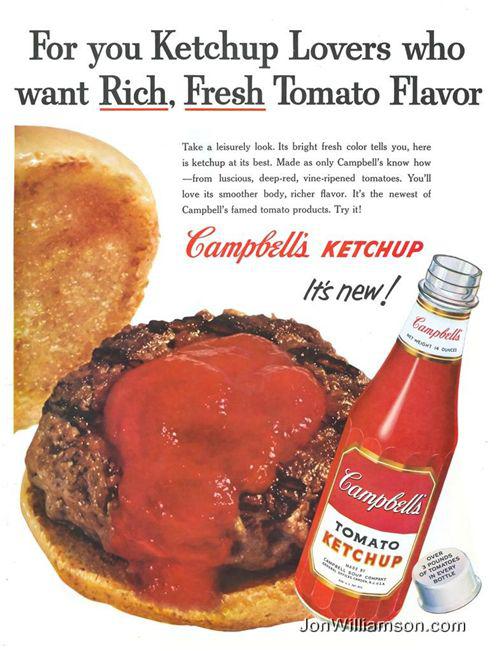 For you Ketchup Lovers who
want Rich, Fresh Tomato Flavor
Take a leisurely look. Its bright fresh color tells you, here
is ketchup at its best. Made as only Campbell's know how
—from luscious, deep-red, vine-ripened tomatoes. You'll
love its smoother body, richer flavor. It's the newest of
Campbell's famed tomato products. Try it!
Campbell's KETCHUP
It's new!
Campbell's
NET WEIGHT 14 OUNCES
Campbell's
TOMATO
KETCHUP
MADE BY
CAMPBELL SOUP COMPANY
OVER
3 POUNDS
OF TOMATOES
IN EVERY
BOTTLE
JonWilliamson.com